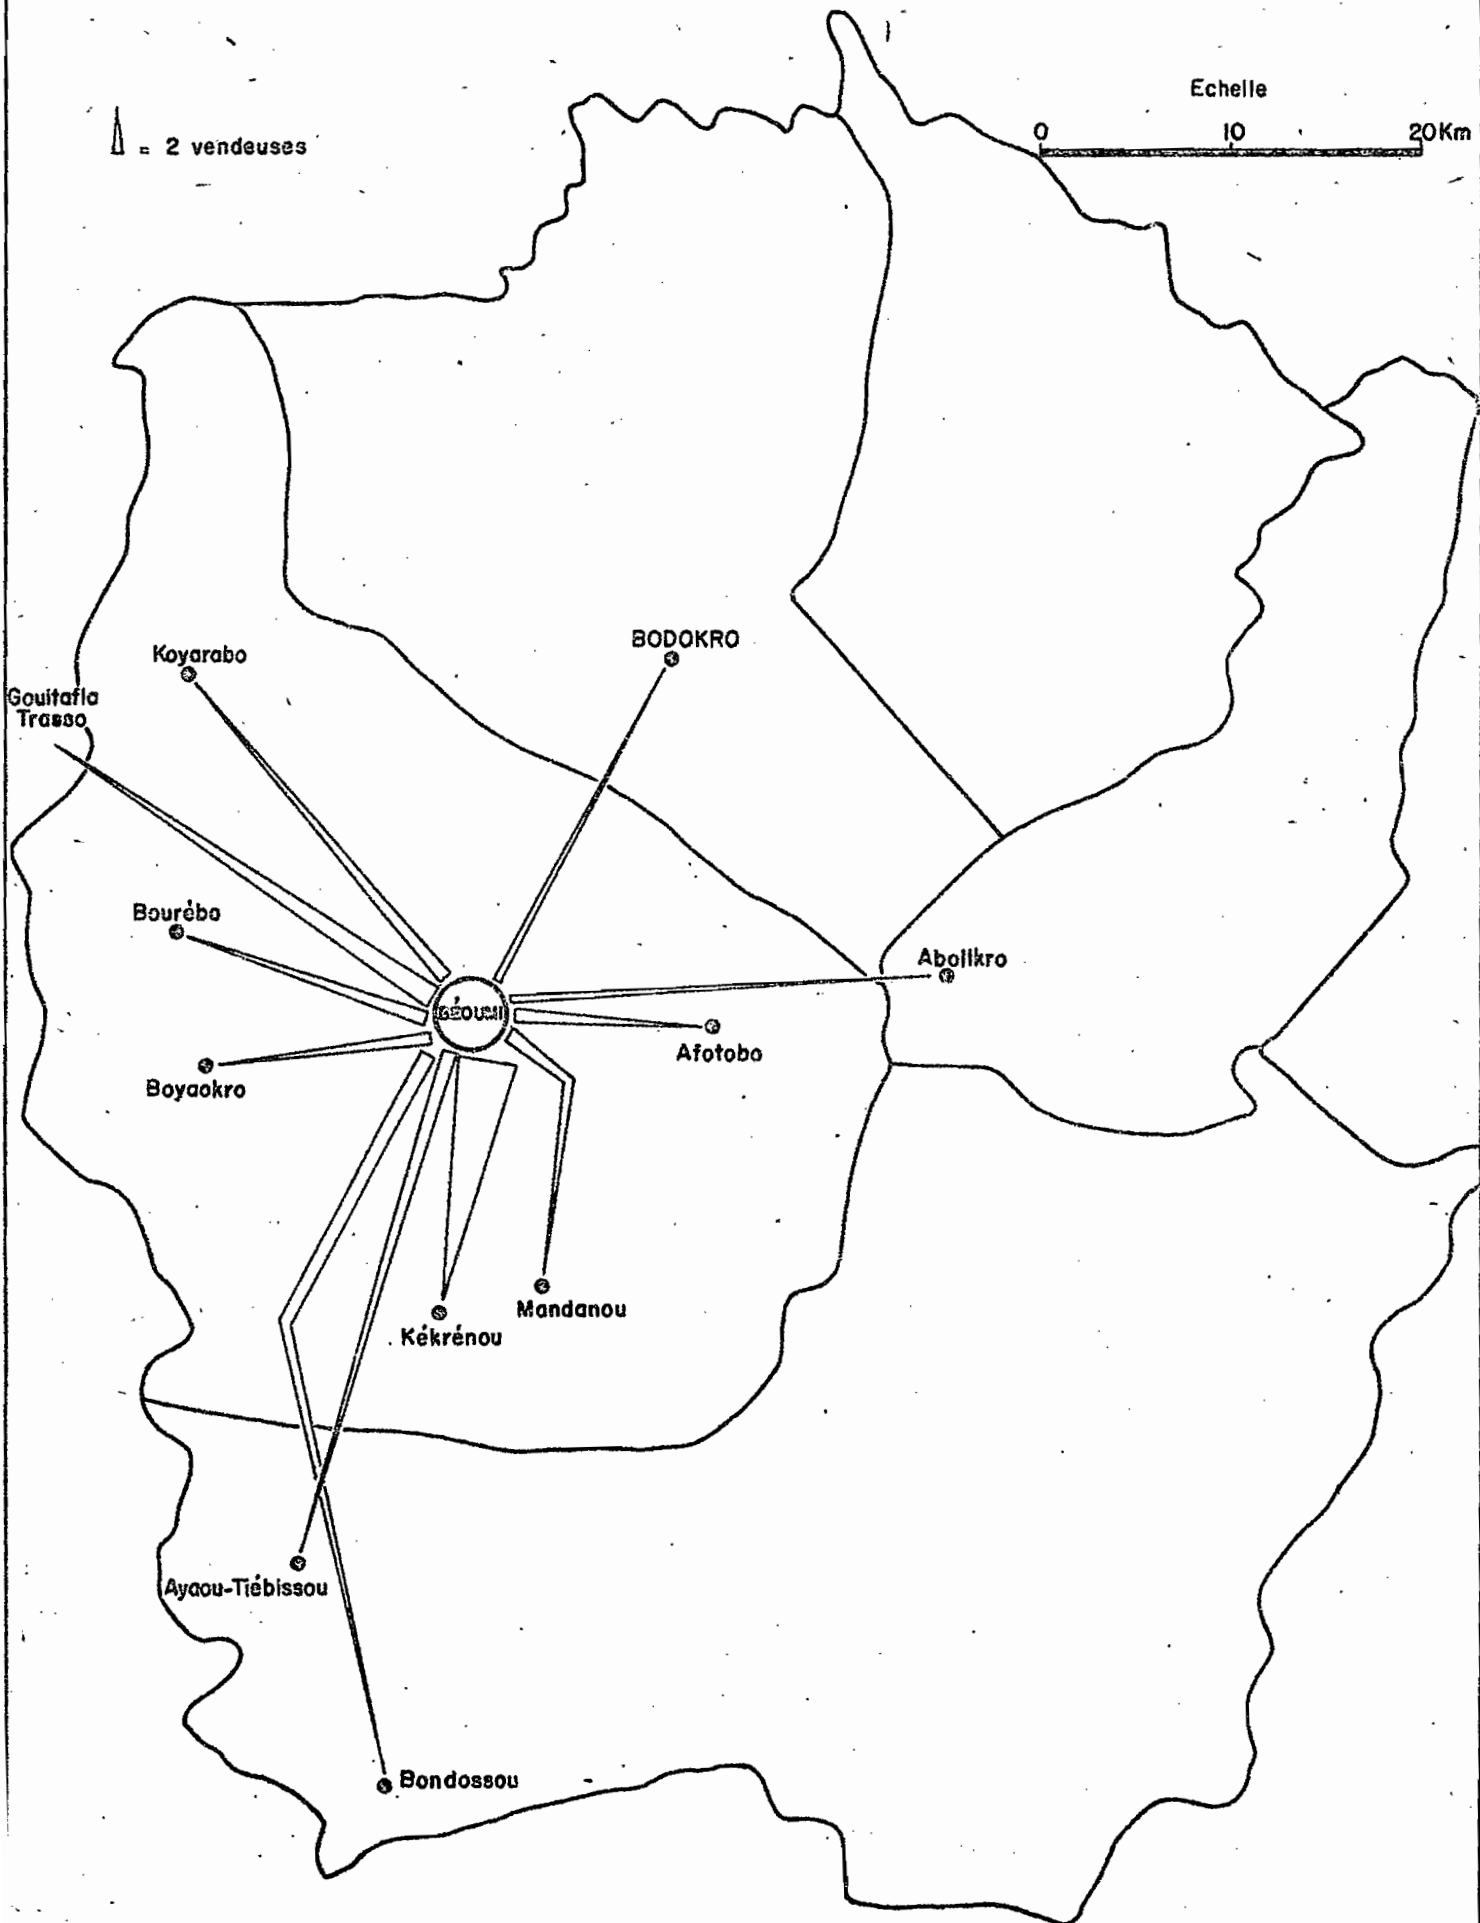 Echelle
0 10 20Km
= 2 vendeuses
BODOKRO
Koyarabo
Gouitafla
Trasso
Bourébo
Abolikro
BÉOUMI
Afotobo
Boyaokro
Mandanou
Kékrénou
Ayaou-Tiébissou
Bondossou